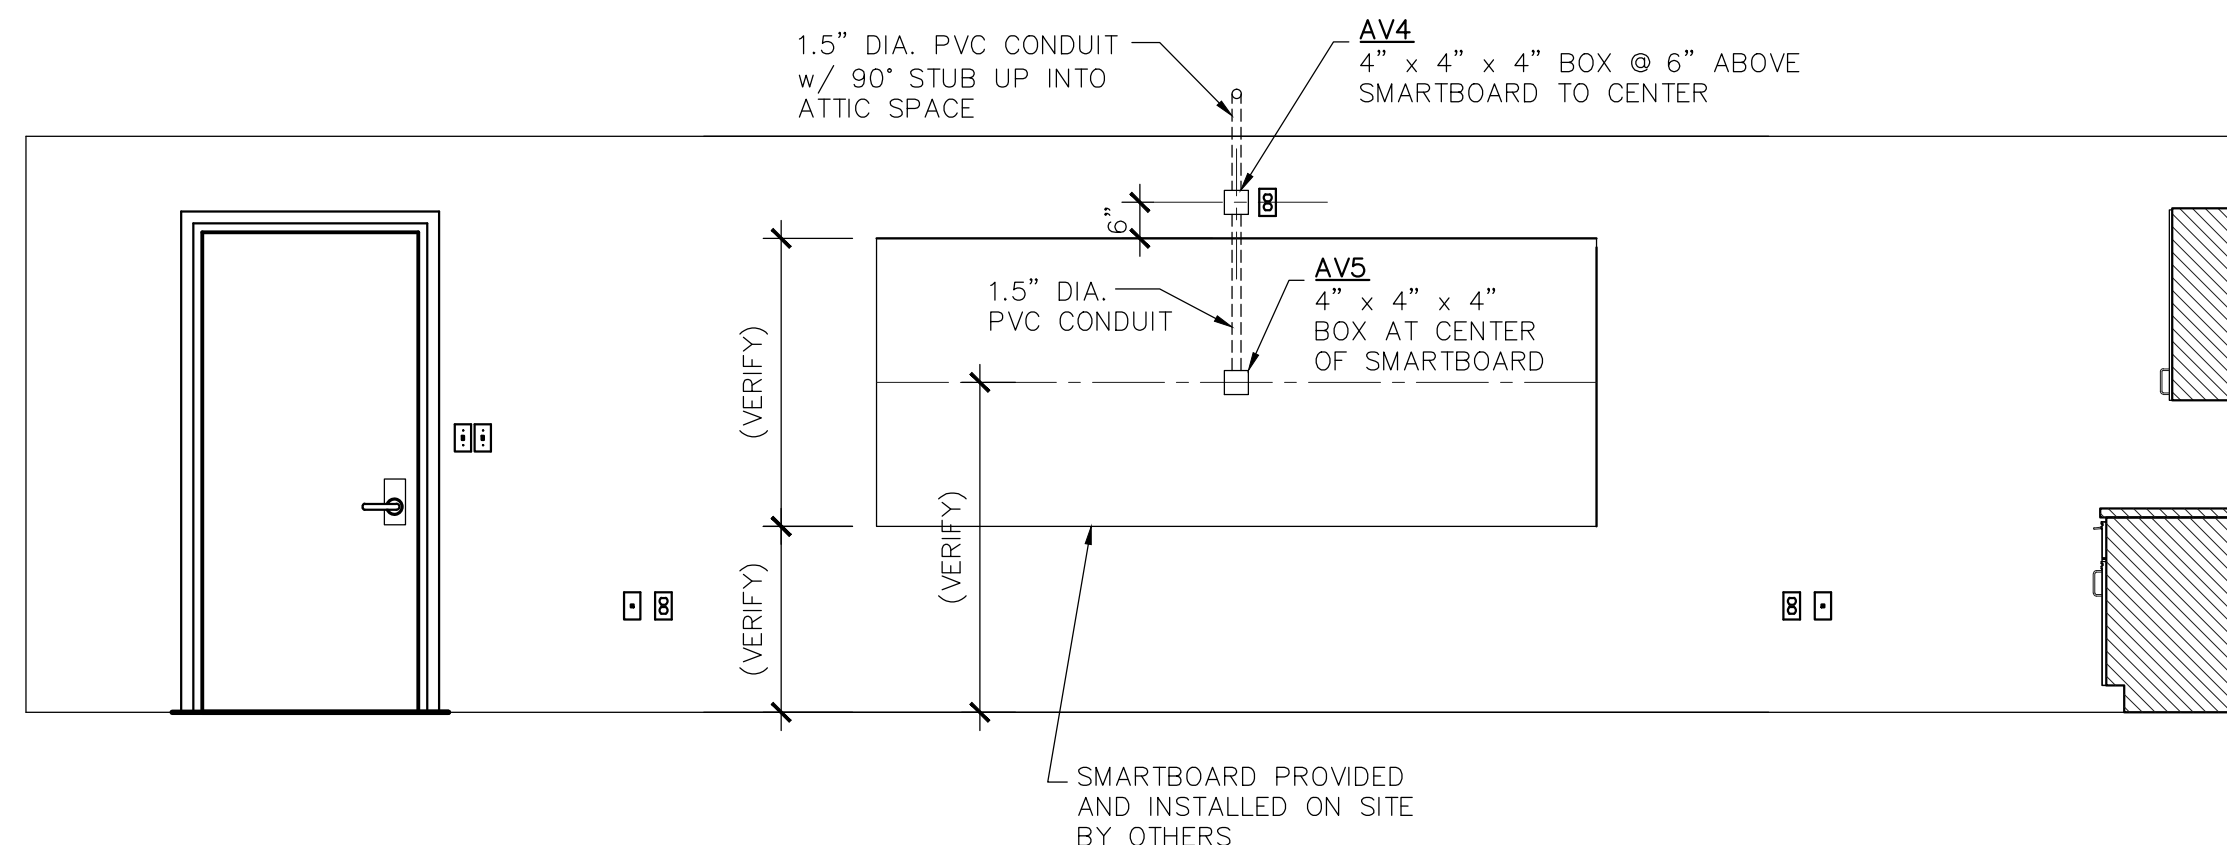 1.5” DIA. PVC CONDUIT
w/ 90° STUB UP INTO
ATTIC SPACE
AV4
4” x 4” x 4” BOX @ 6” ABOVE
SMARTBOARD TO CENTER
6”
1.5” DIA.
PVC CONDUIT
AV5
4” x 4” x 4”
BOX AT CENTER
OF SMARTBOARD
(VERIFY)
(VERIFY)
(VERIFY)
SMARTBOARD PROVIDED
AND INSTALLED ON SITE
BY OTHERS